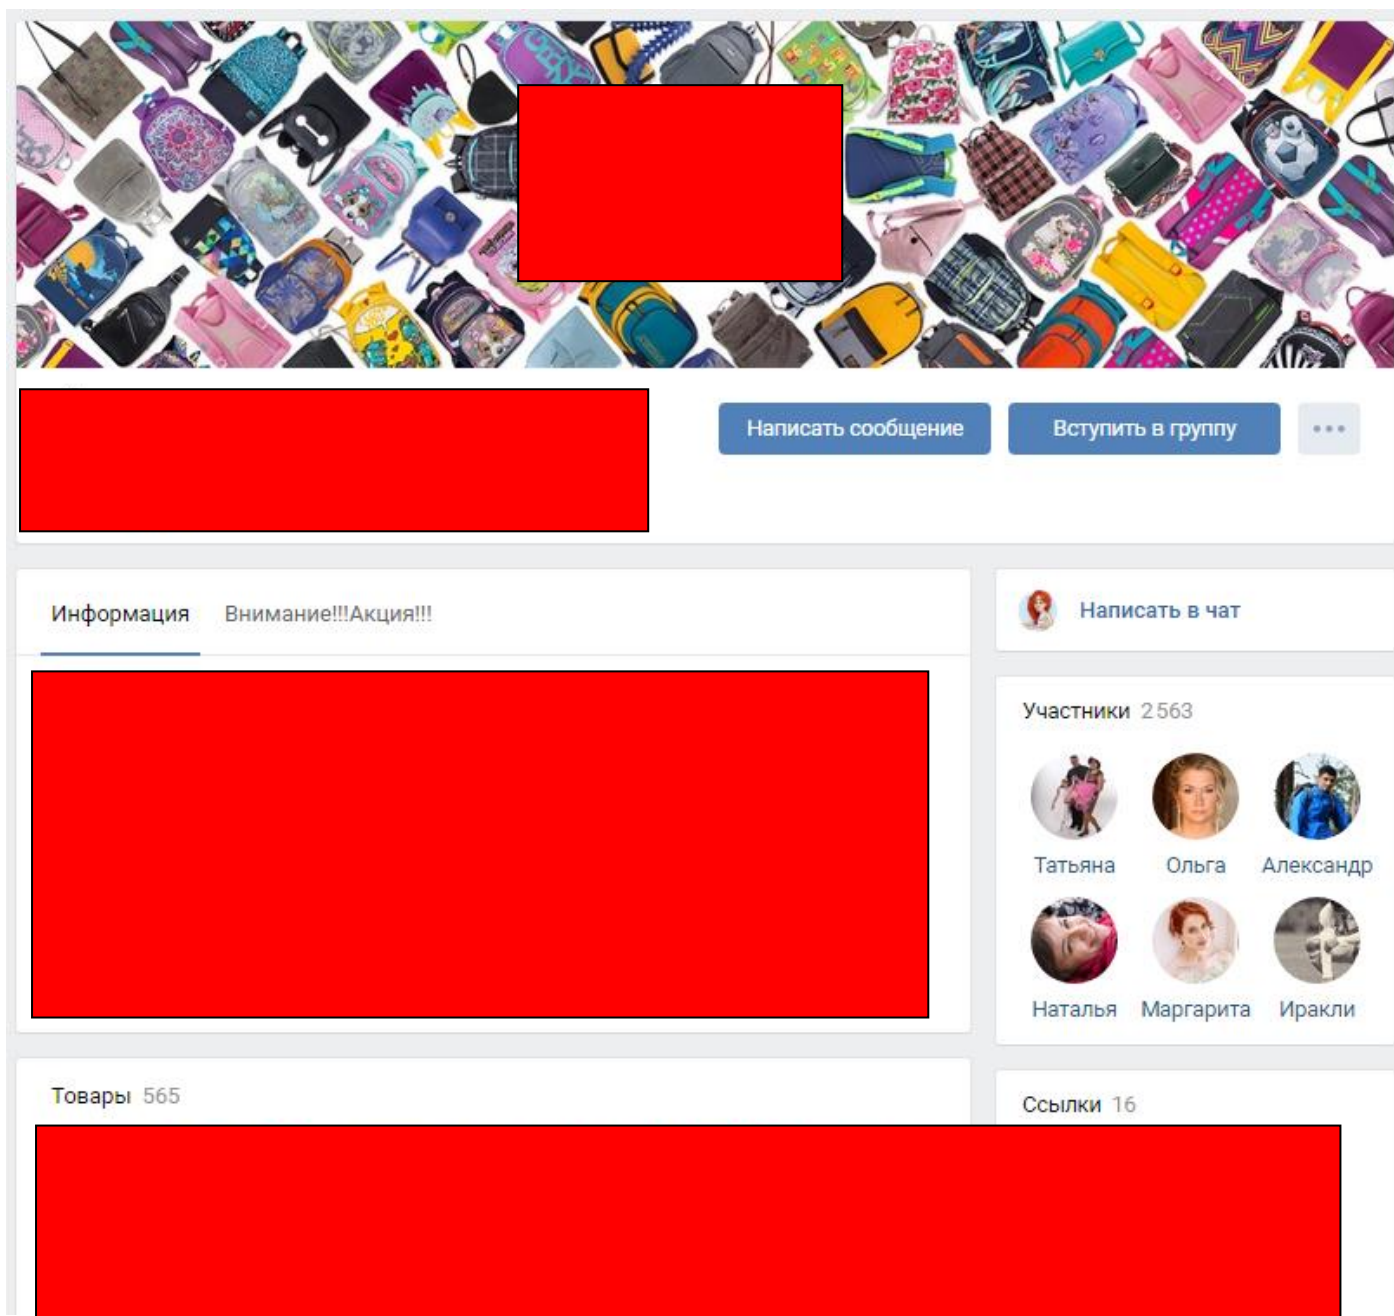 Написать сообщение
Вступить в группу
Информация
Внимание!!!Акция!!!
Написать в чат
Участники 2 563
Татьяна
Ольга
Александр
Наталья
Маргарита
Иракли
Товары 565
Ссылки 16